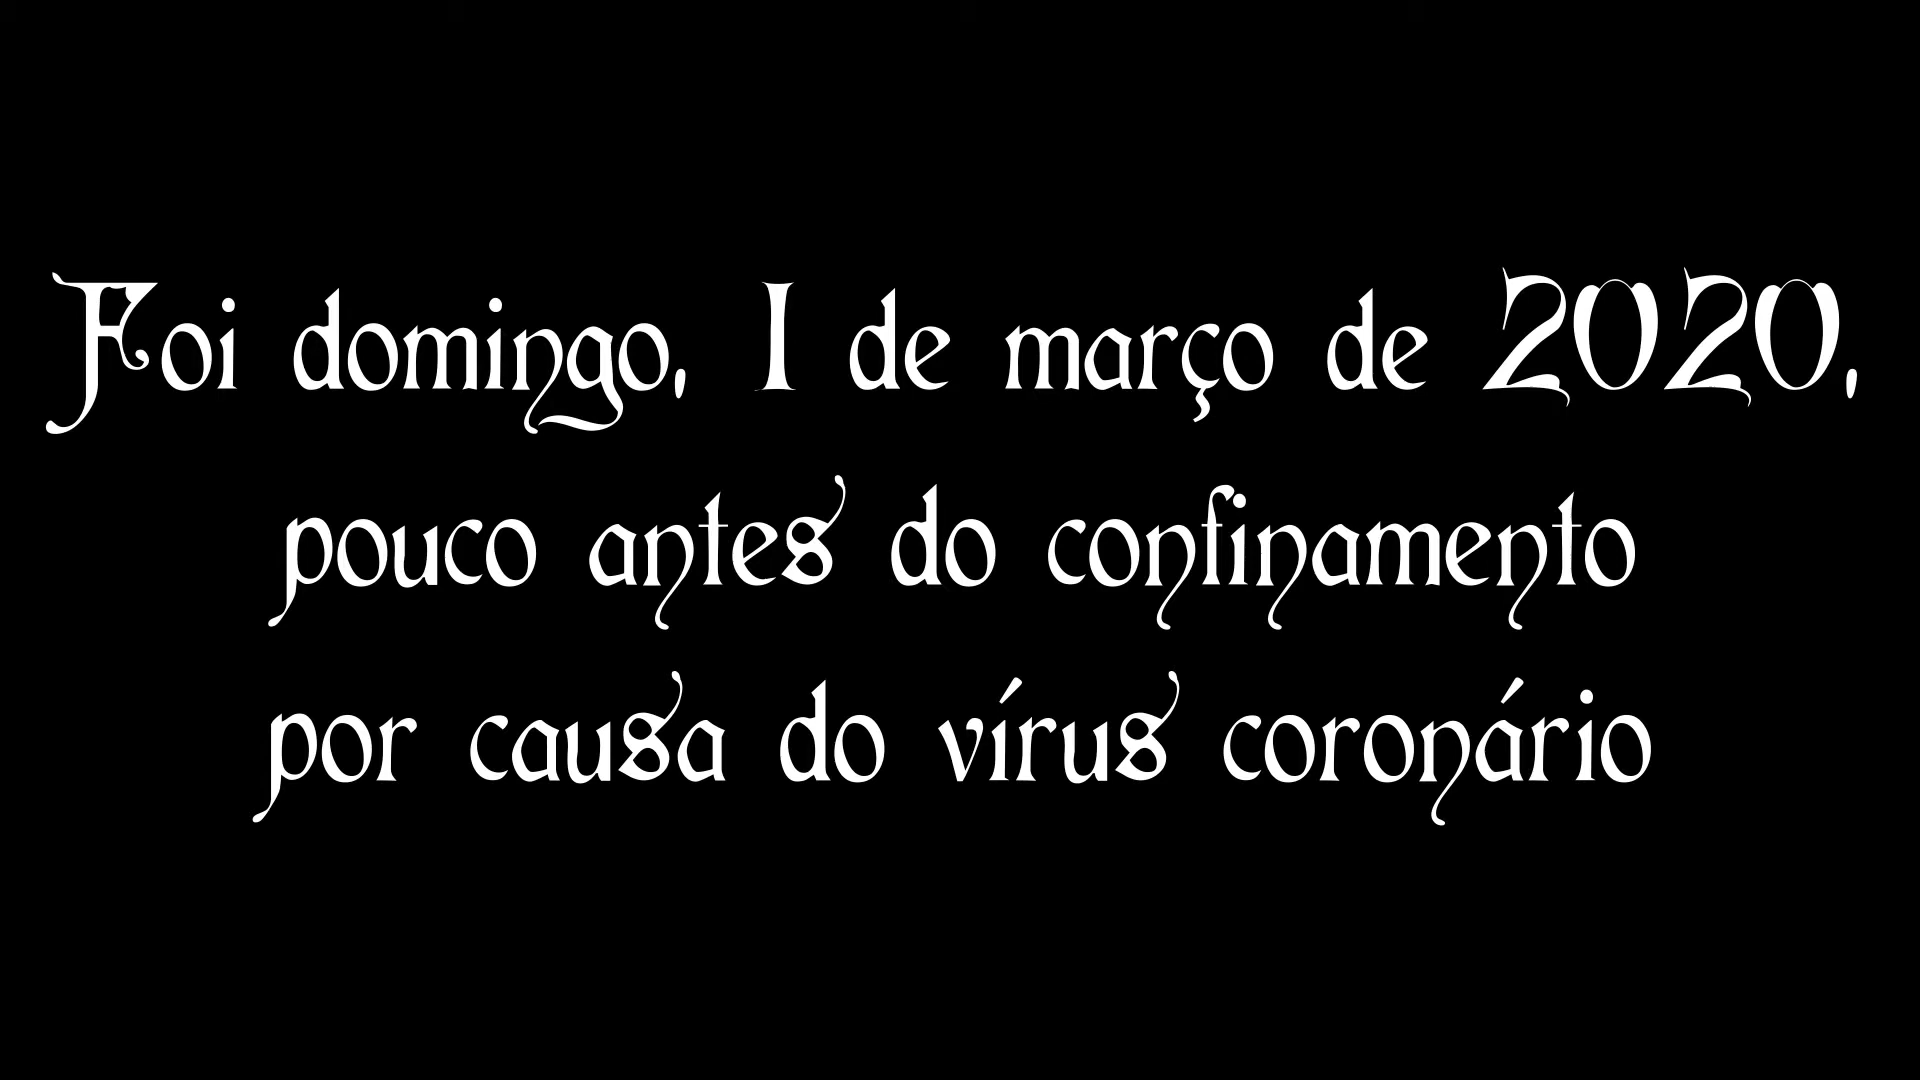 Foi domingo, 1 de março de 2020,
pouco antes do confinamento
por causa do vírus coronário